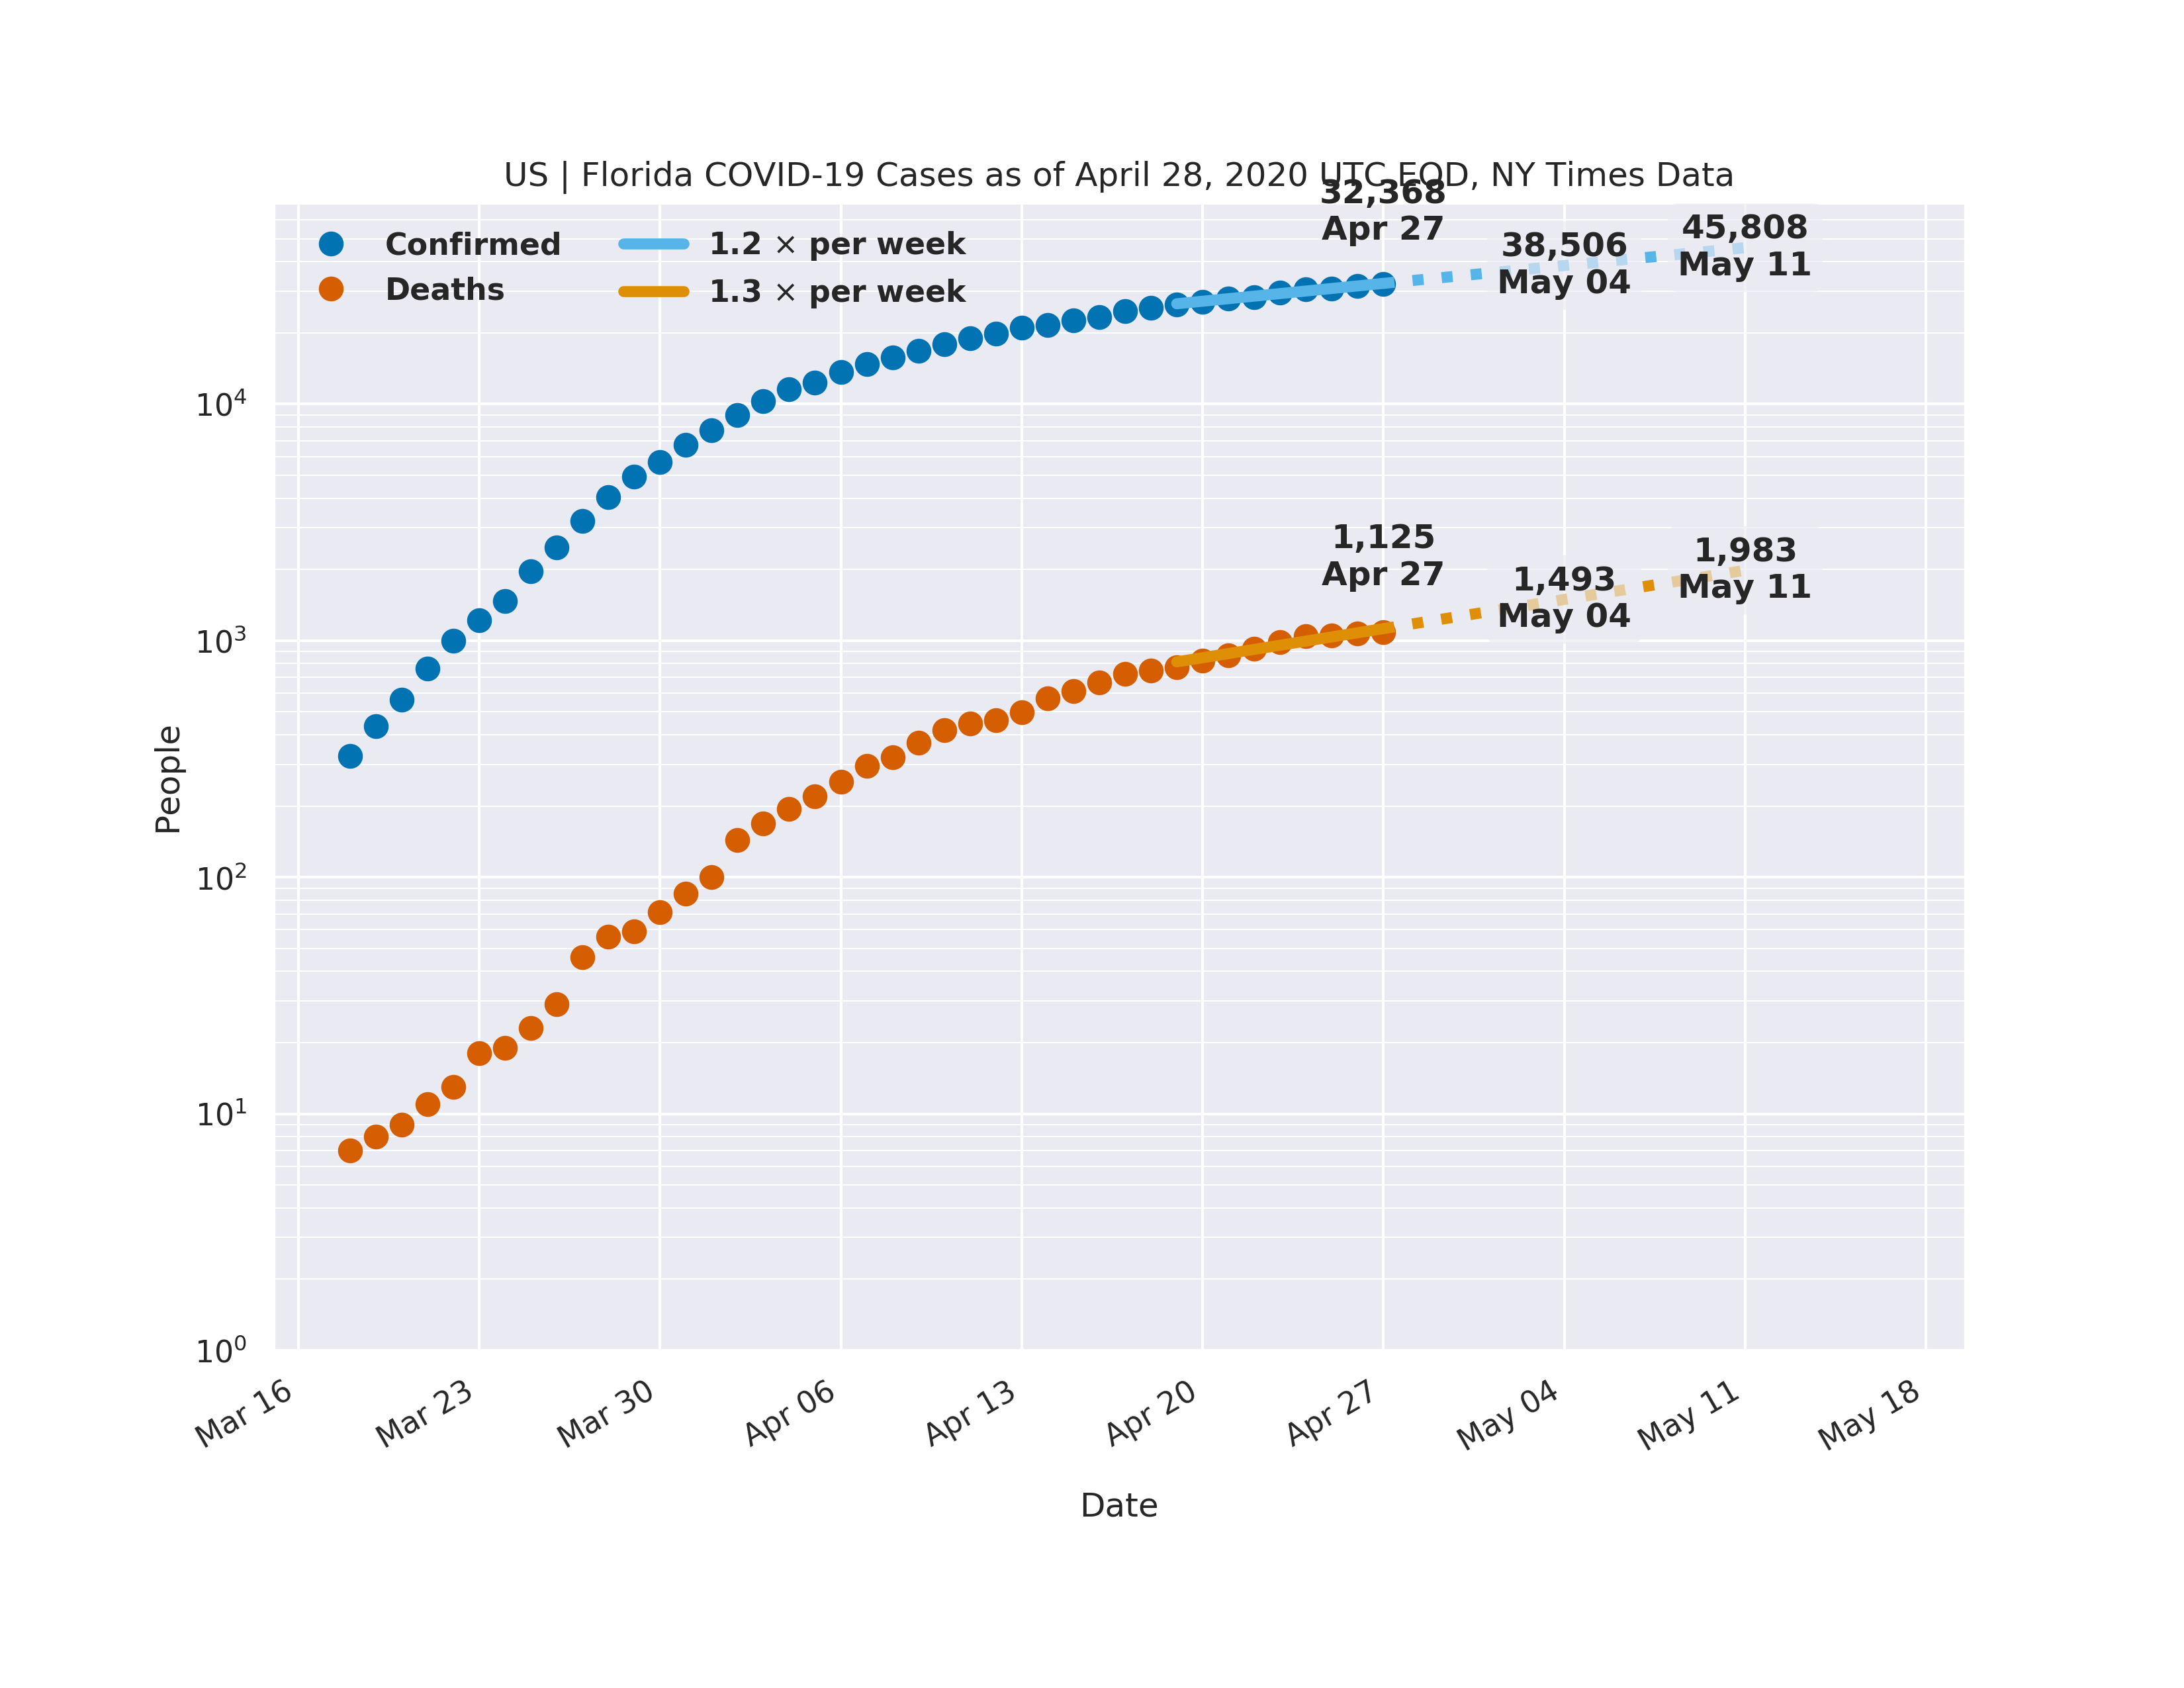 US | Florida COVID-19 Cases as of April 28, 2020 UTC EOD, NY Times Data
Confirmed
Deaths
1.2 × per week
1.3 × per week
32,368
Apr 27
38,506
May 04
45,808
May 11
1,125
Apr 27
1,493
May 04
1,983
May 11
People
10⁴
10³
10²
10¹
10⁰
Mar 16
Mar 23
Mar 30
Apr 06
Apr 13
Apr 20
Apr 27
May 04
May 11
May 18
Date